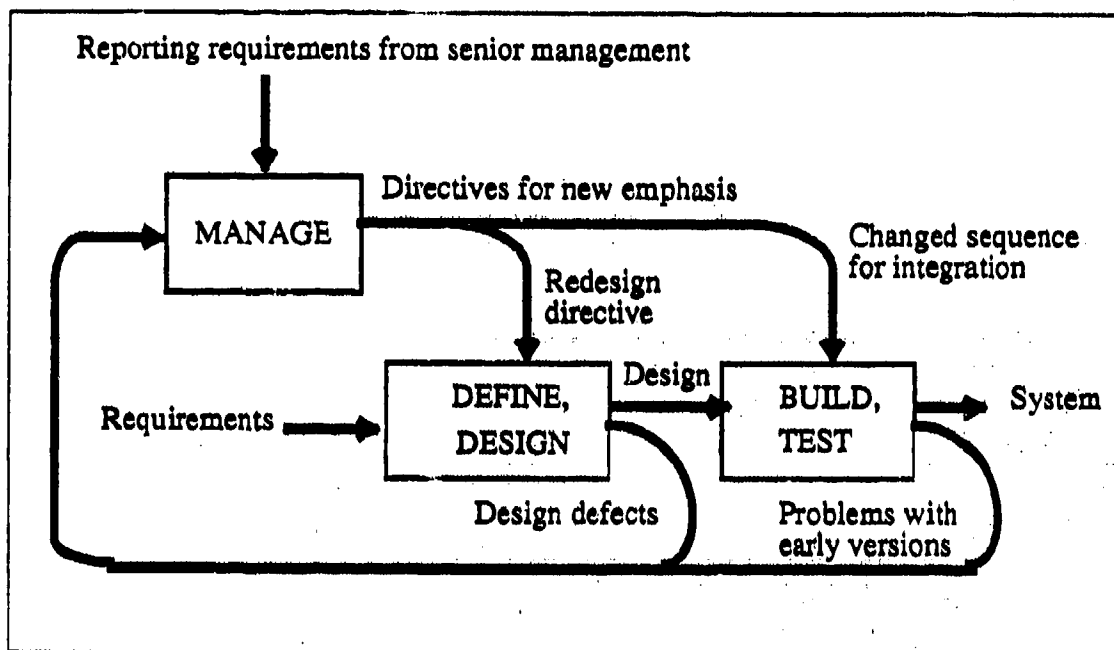 Reporting requirements from senior management
Directives for new emphasis
MANAGE
Changed sequence
for integration
Redesign
directive
Design
DEFINE,
DESIGN
BUILD,
TEST
System
Requirements
Design defects
Problems with
early versions